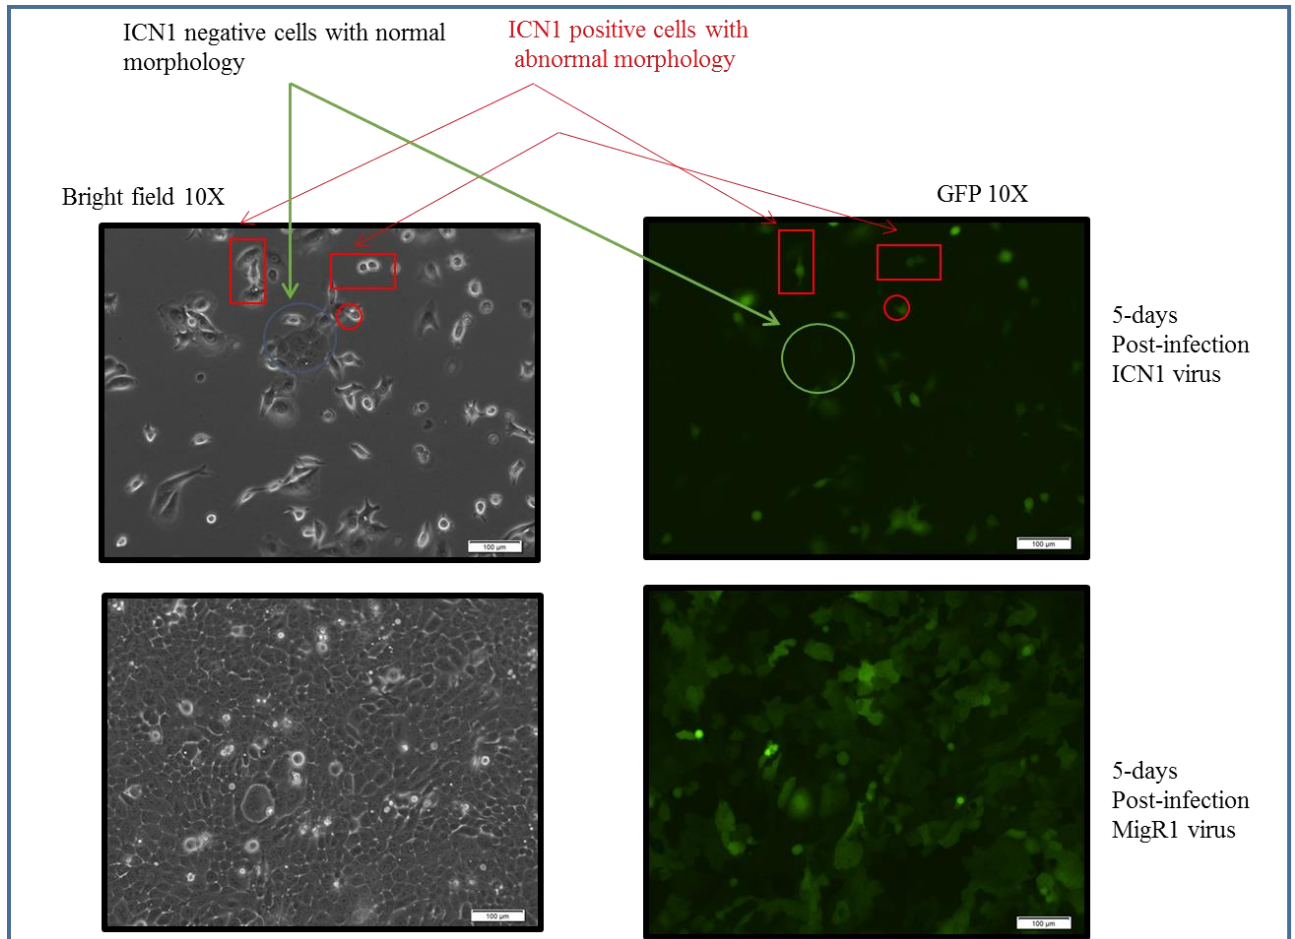 ICN1 negative cells with normal
morphology
ICN1 positive cells with
abnormal morphology
Bright field 10X
GFP 10X
100 µm
100 µm
5-days
Post-infection
ICN1 virus
100 µm
100 µm
5-days
Post-infection
MigR1 virus